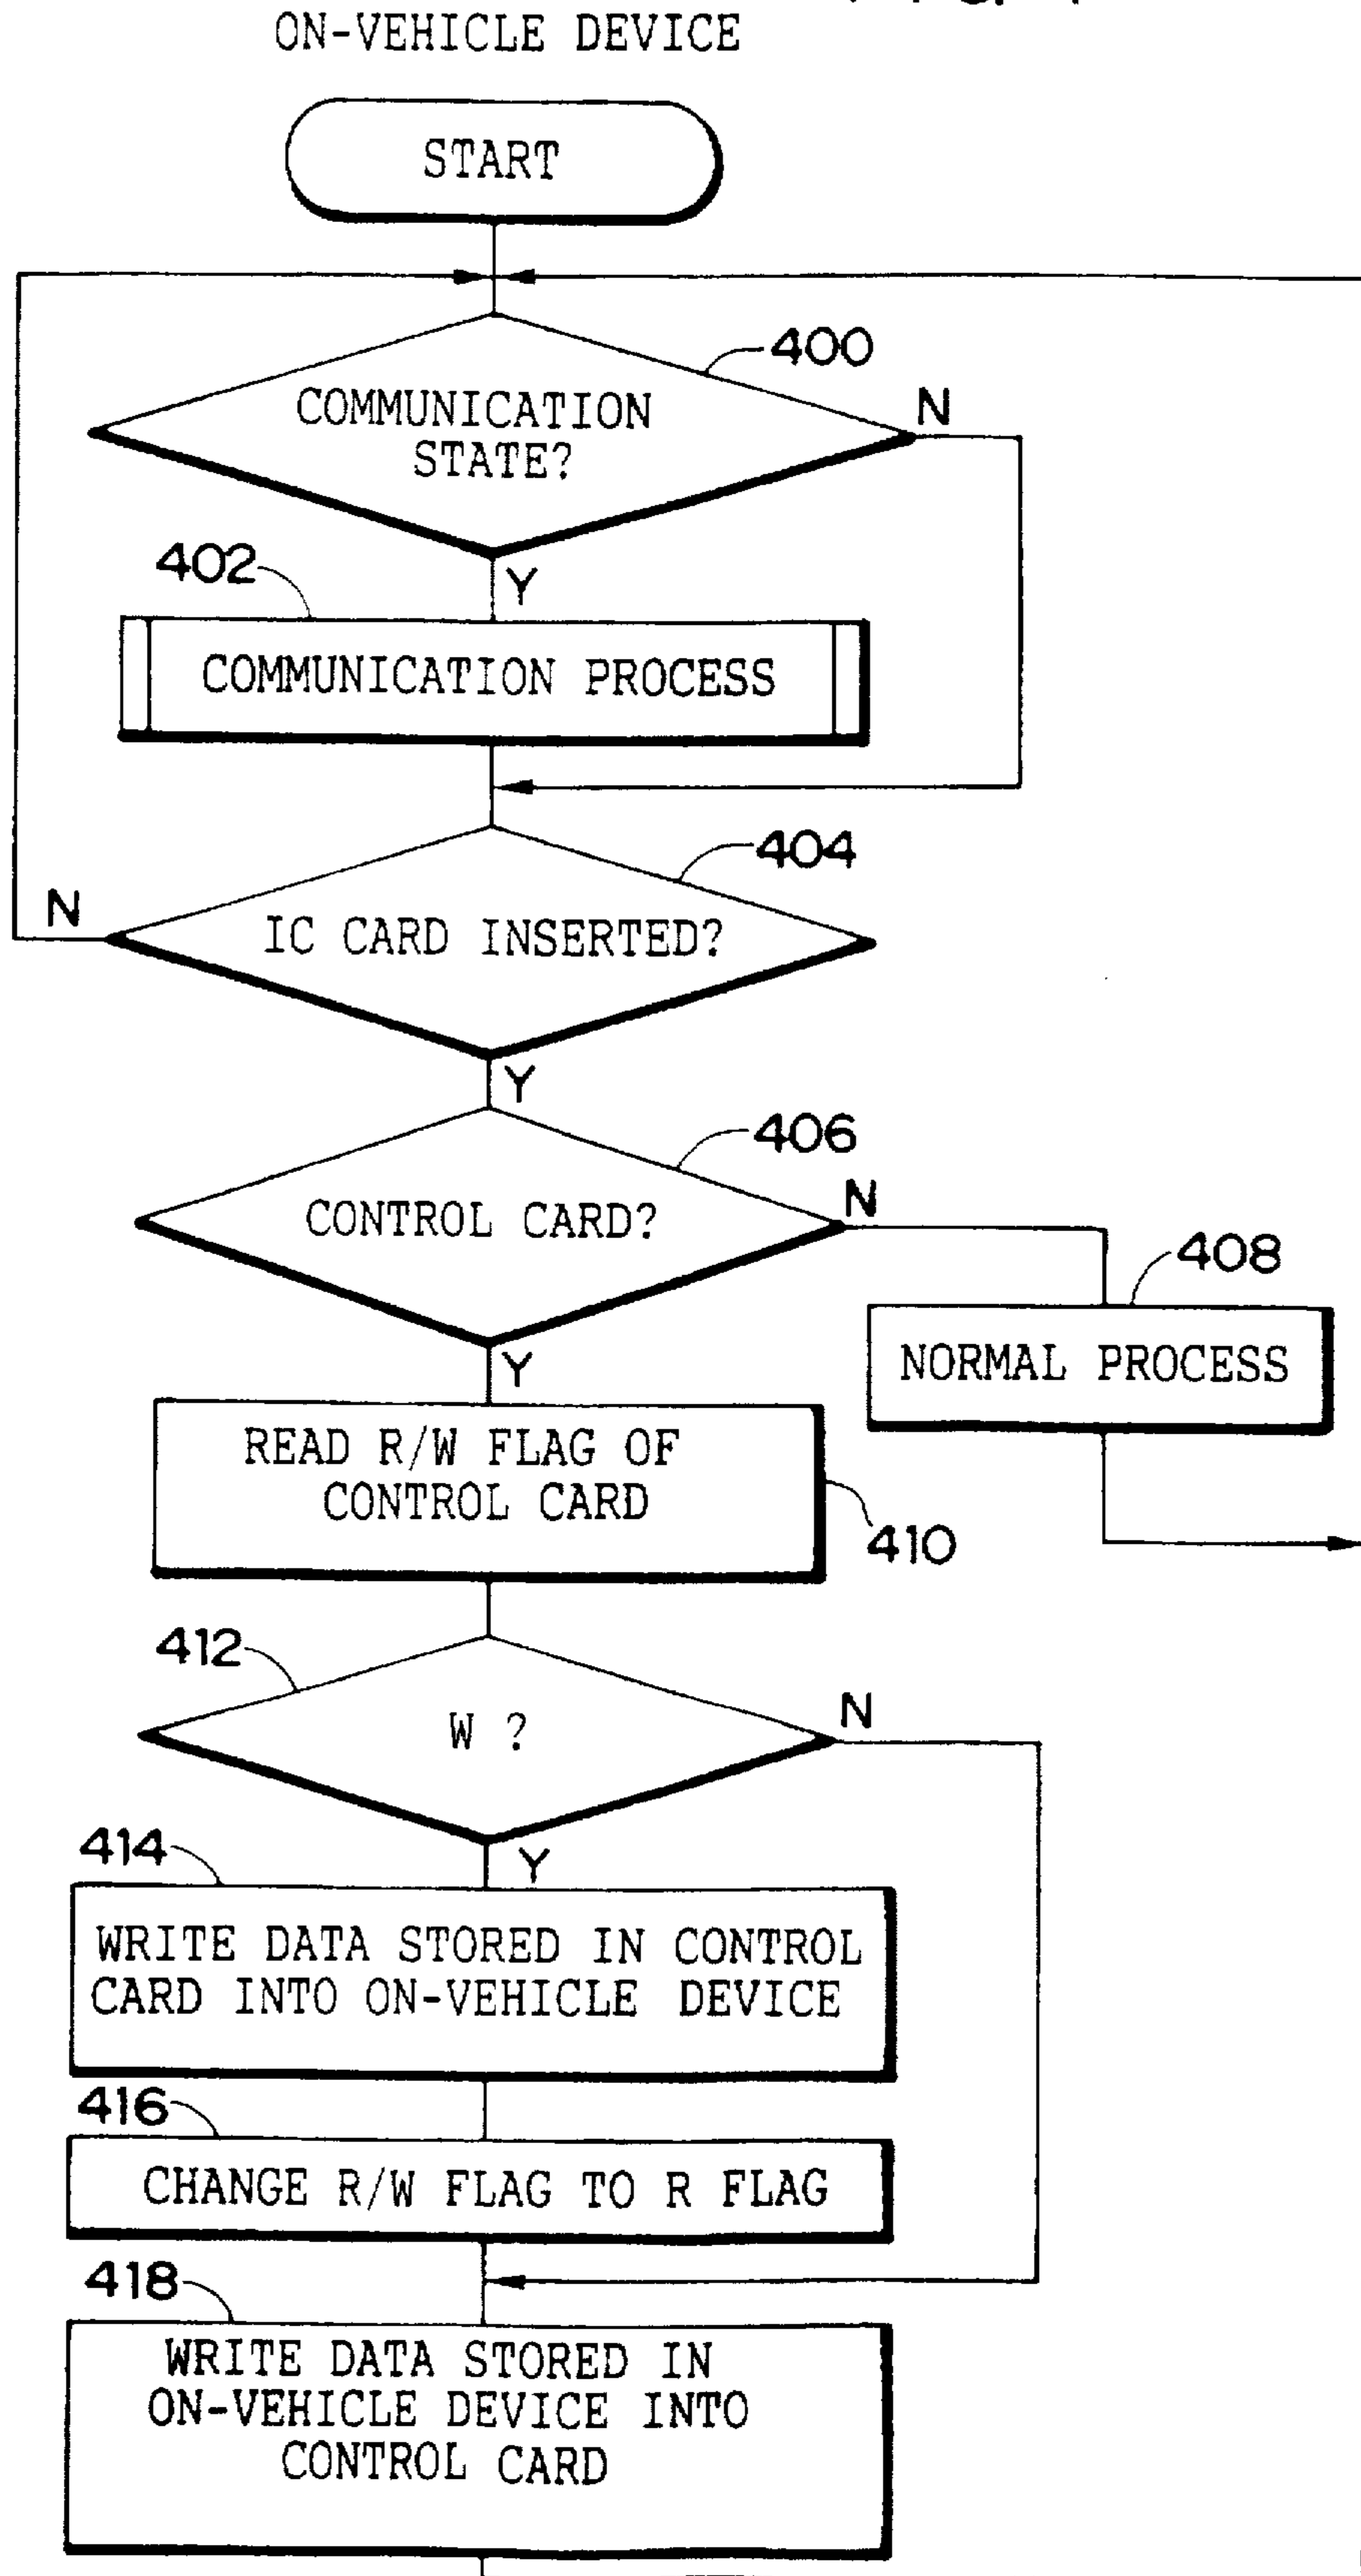 ON-VEHICLE DEVICE
START
400
COMMUNICATION
STATE?
N
402
Y
COMMUNICATION PROCESS
404
N
IC CARD INSERTED?
Y
406
CONTROL CARD?
N
408
NORMAL PROCESS
Y
READ R/W FLAG OF
CONTROL CARD
410
412
W ?
N
414
Y
WRITE DATA STORED IN CONTROL
CARD INTO ON-VEHICLE DEVICE
416
CHANGE R/W FLAG TO R FLAG
418
WRITE DATA STORED IN
ON-VEHICLE DEVICE INTO
CONTROL CARD